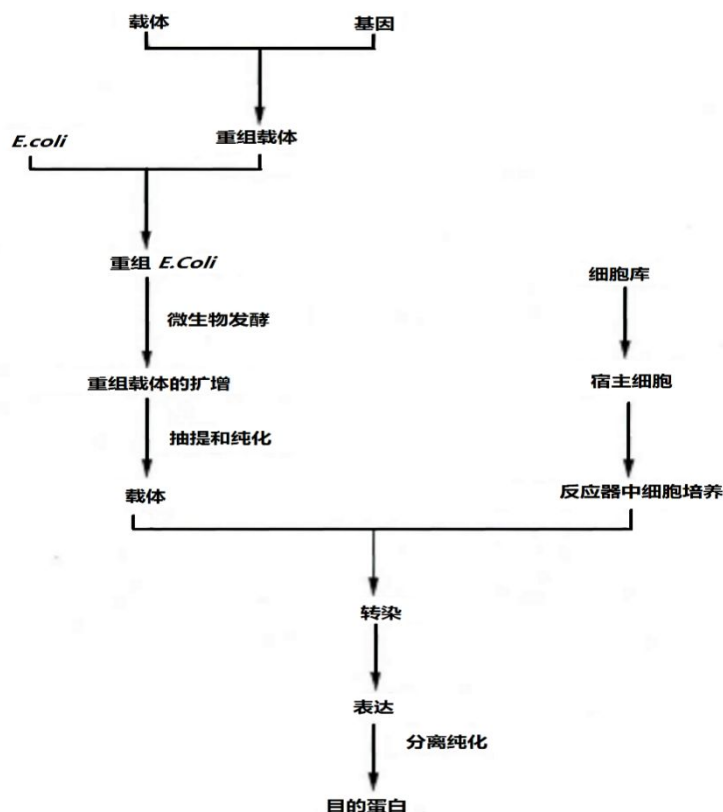 载体
基因
E.coli
重组载体
重组 E.Coli
细胞库
微生物发酵
重组载体的扩增
宿主细胞
抽提和纯化
载体
反应器中细胞培养
转染
表达
分离纯化
目的蛋白